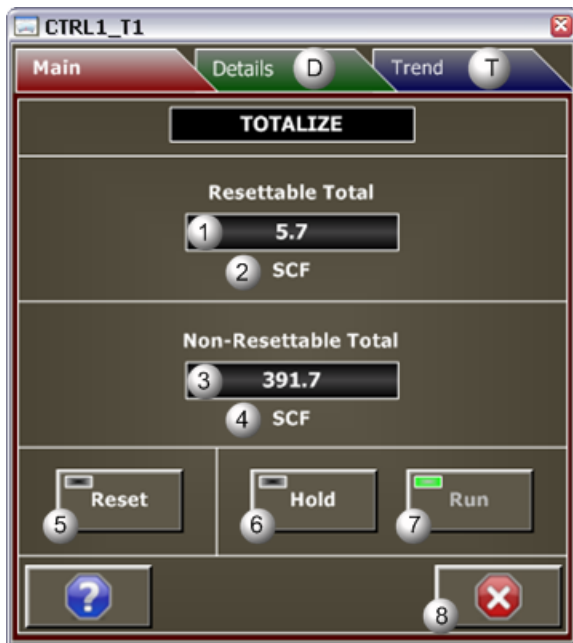 CTRL1_T1
Main Details D Trend T
TOTALIZE
Resettable Total
1 5.7
2 SCF
Non-Resettable Total
3 391.7
4 SCF
Reset Hold Run
5 6 7
? 8